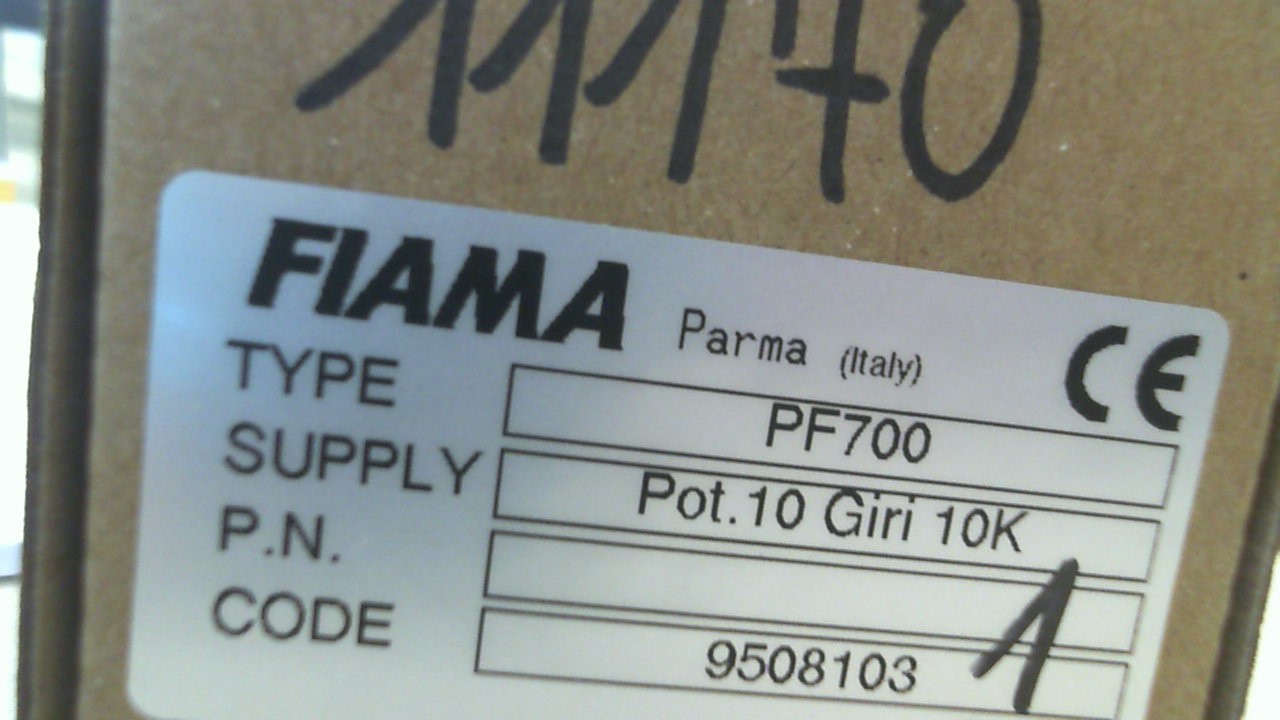 11170
FIAMA Parma (Italy) CE
TYPE PF700
SUPPLY Pot.10 Giri 10K
P.N.
CODE 9508103 1